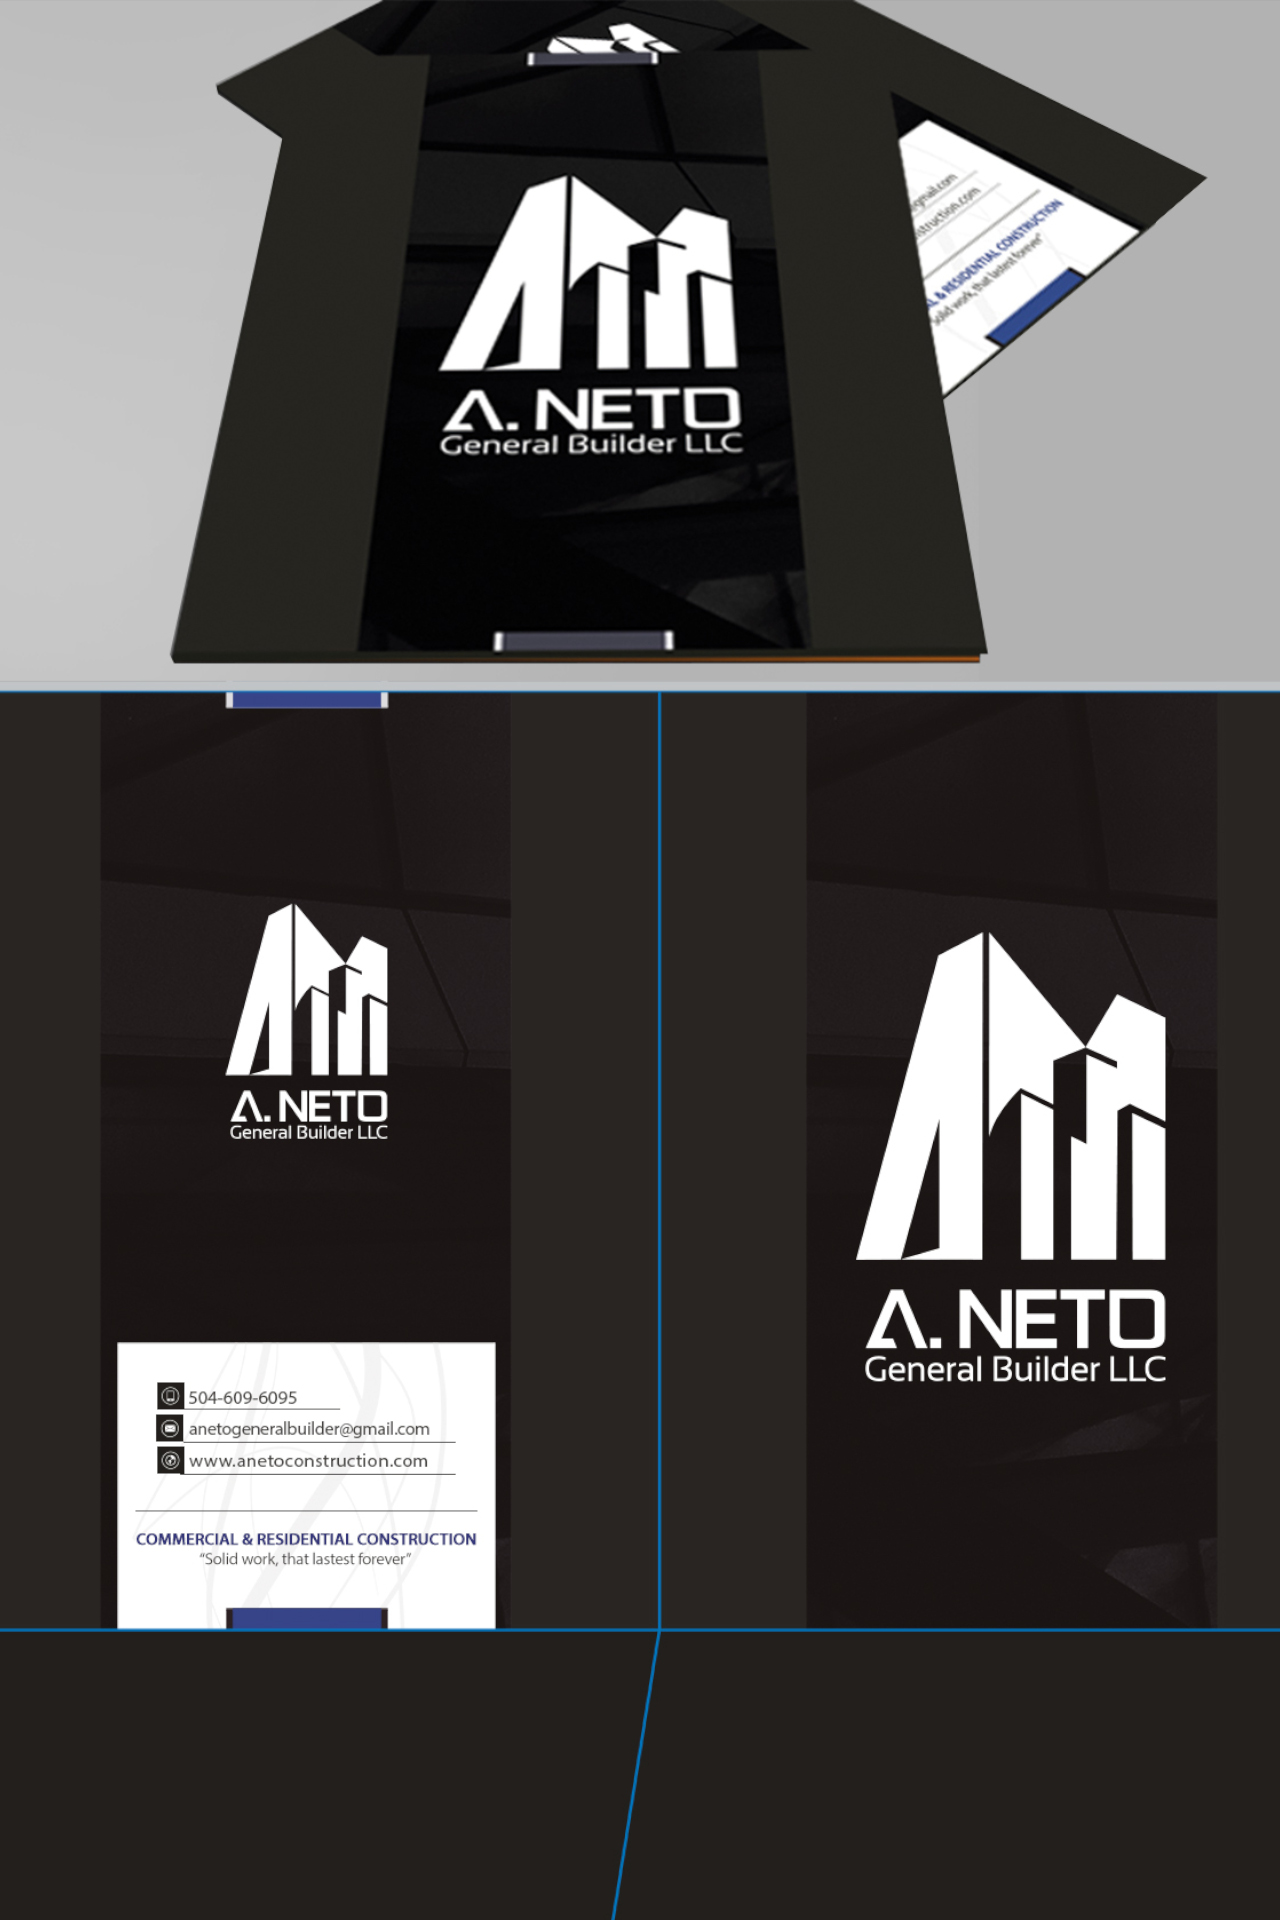 gmail.com
struction.com
L & RESIDENTIAL CONSTRUCTION
"Solid work, that lastest forever"
A. NETO
General Builder LLC
A. NETO
General Builder LLC
504-609-6095
anetogeneralbuilder@gmail.com
www.anetoconstruction.com
COMMERCIAL & RESIDENTIAL CONSTRUCTION
“Solid work, that lastest forever”
A. NETO
General Builder LLC